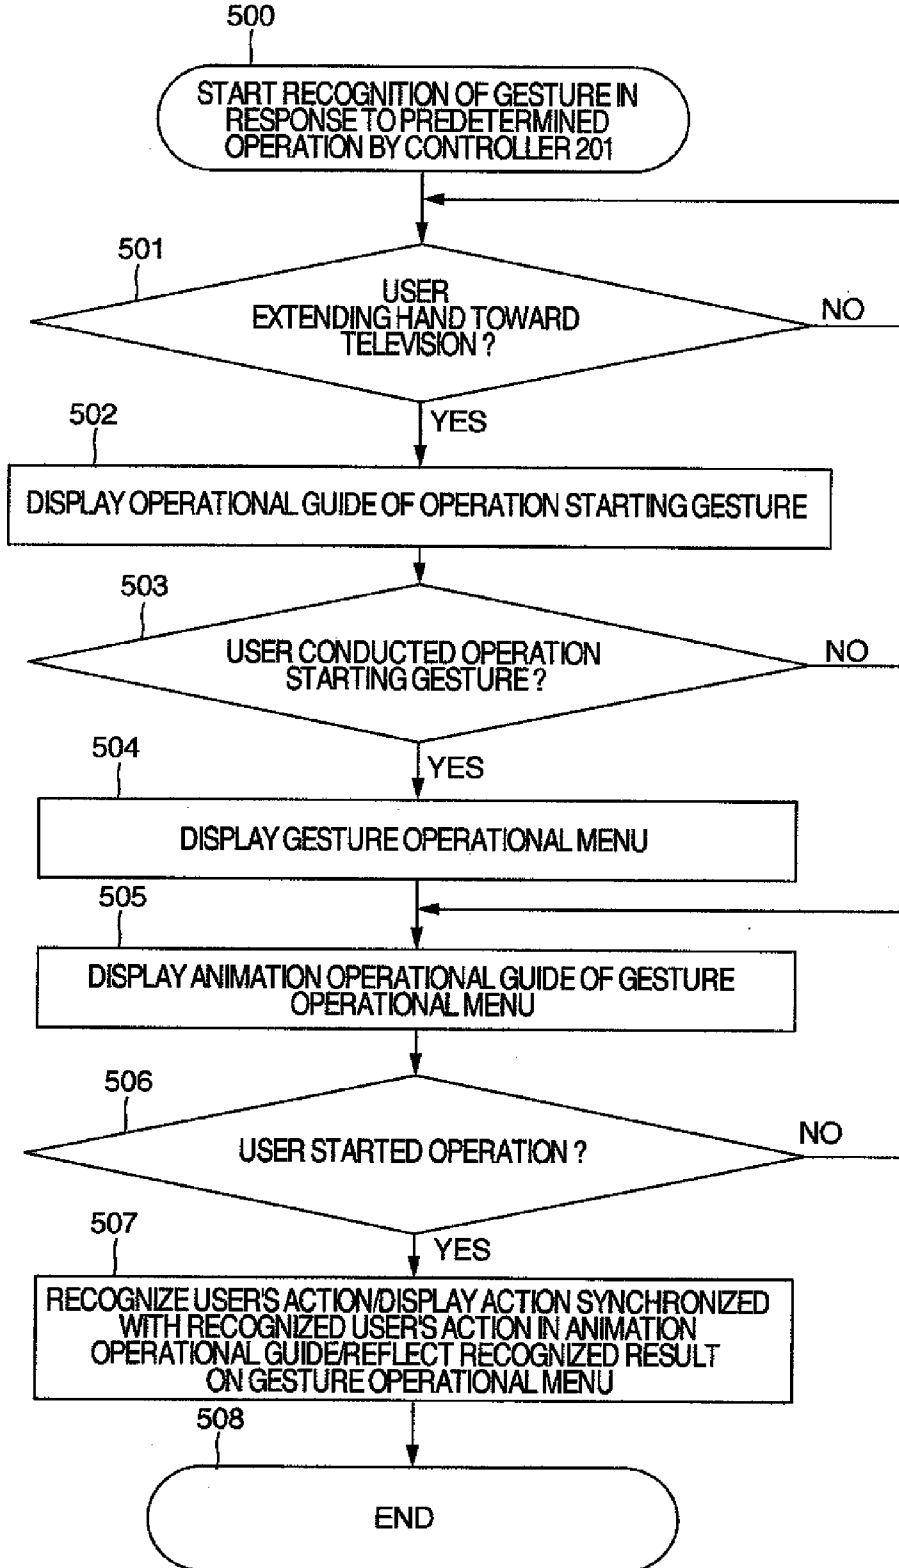 500
START RECOGNITION OF GESTURE IN
RESPONSE TO PREDETERMINED
OPERATION BY CONTROLLER 201
501
USER
EXTENDING HAND TOWARD
TELEVISION ?
NO
YES
502
DISPLAY OPERATIONAL GUIDE OF OPERATION STARTING GESTURE
503
USER CONDUCTED OPERATION
STARTING GESTURE ?
NO
YES
504
DISPLAY GESTURE OPERATIONAL MENU
505
DISPLAY ANIMATION OPERATIONAL GUIDE OF GESTURE
OPERATIONAL MENU
506
USER STARTED OPERATION ?
NO
YES
507
RECOGNIZE USER'S ACTION/DISPLAY ACTION SYNCHRONIZED
WITH RECOGNIZED USER'S ACTION IN ANIMATION
OPERATIONAL GUIDE/REFLECT RECOGNIZED RESULT
ON GESTURE OPERATIONAL MENU
508
END